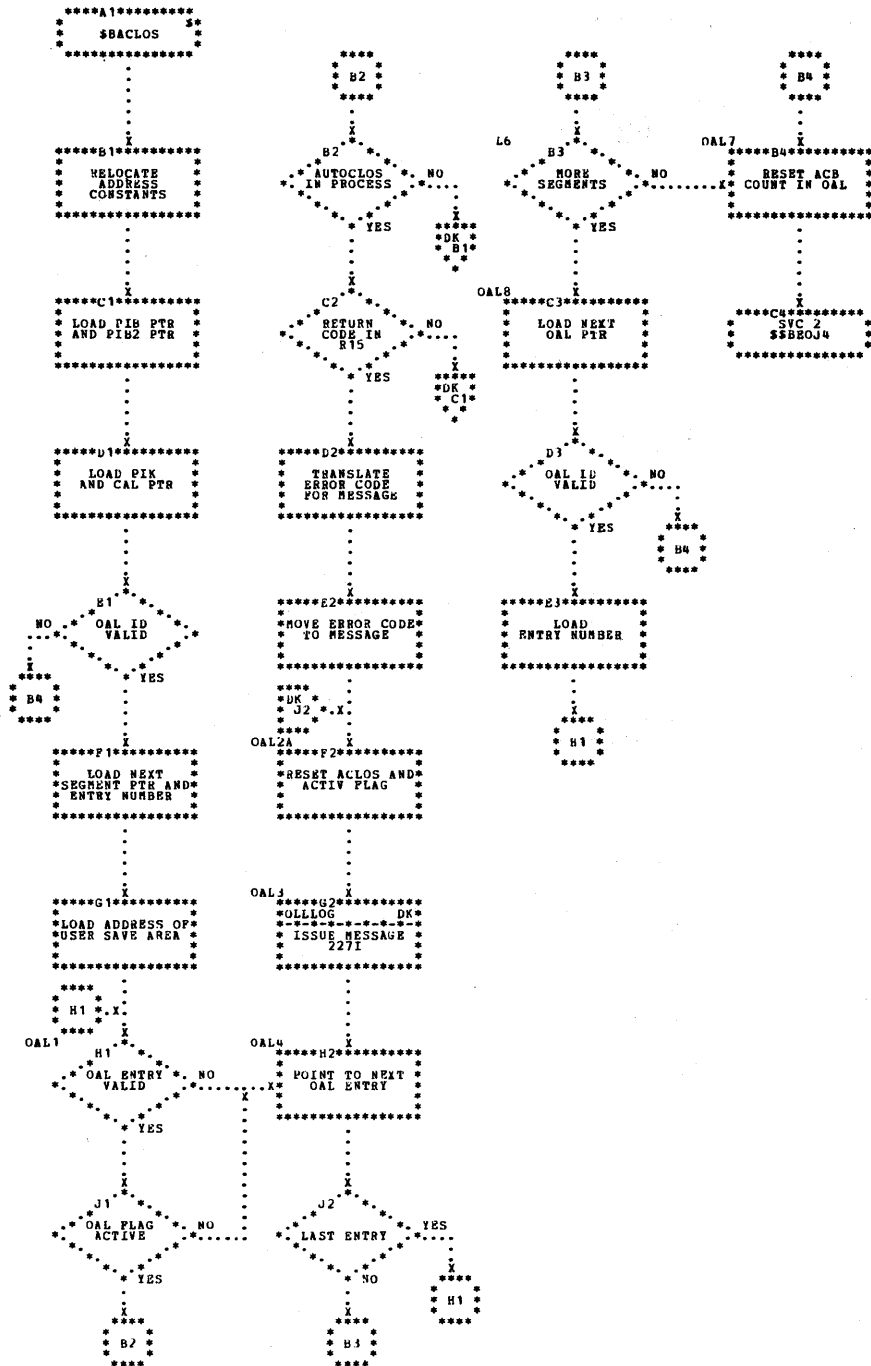 A1
$
$BACLOS
B1
RELOCATE
ADDRESS
CONSTANTS
C1
LOAD PIB PTR
AND PIB2 PTR
D1
LOAD PIK
AND CAL PTR
E1
OAL ID
VALID
NO
YES
B4
F1
LOAD NEXT
SEGMENT PTR AND
ENTRY NUMBER
G1
LOAD ADDRESS OF
USER SAVE AREA
H1
OAL1
H1
OAL ENTRY
VALID
NO
YES
J1
OAL FLAG
ACTIVE
NO
YES
B2
B2
B2
AUTOCLOS
IN PROCESS
NO
YES
DK
B1
C2
RETURN
CODE IN
R15
NO
YES
DK
C1
D2
TRANSLATE
ERROR CODE
FOR MESSAGE
E2
MOVE ERROR CODE
TO MESSAGE
DK
J2
OAL2A
F2
RESET ACLOS AND
ACTIV FLAG
OAL3
G2
OLLLOG DK
ISSUE MESSAGE
227I
OAL4
H2
POINT TO NEXT
OAL ENTRY
J2
LAST ENTRY
YES
NO
H1
B3
B3
L6
B3
MORE
SEGMENTS
NO
YES
OAL8
C3
LOAD NEXT
OAL PTR
D3
OAL ID
VALID
NO
YES
B4
E3
LOAD
ENTRY NUMBER
H1
B4
OAL7
B4
RESET ACB
COUNT IN OAL
C4
SVC 2
$$BEOJ4